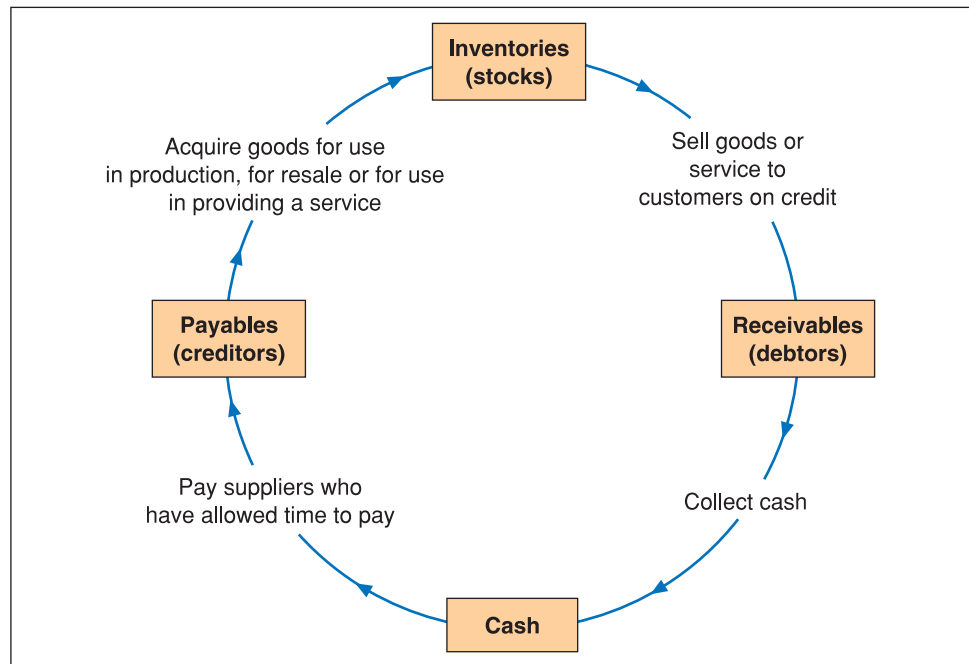 Inventories
(stocks)
Acquire goods for use
in production, for resale or for use
in providing a service
Sell goods or
service to
customers on credit
Payables
(creditors)
Receivables
(debtors)
Pay suppliers who
have allowed time to pay
Collect cash
Cash